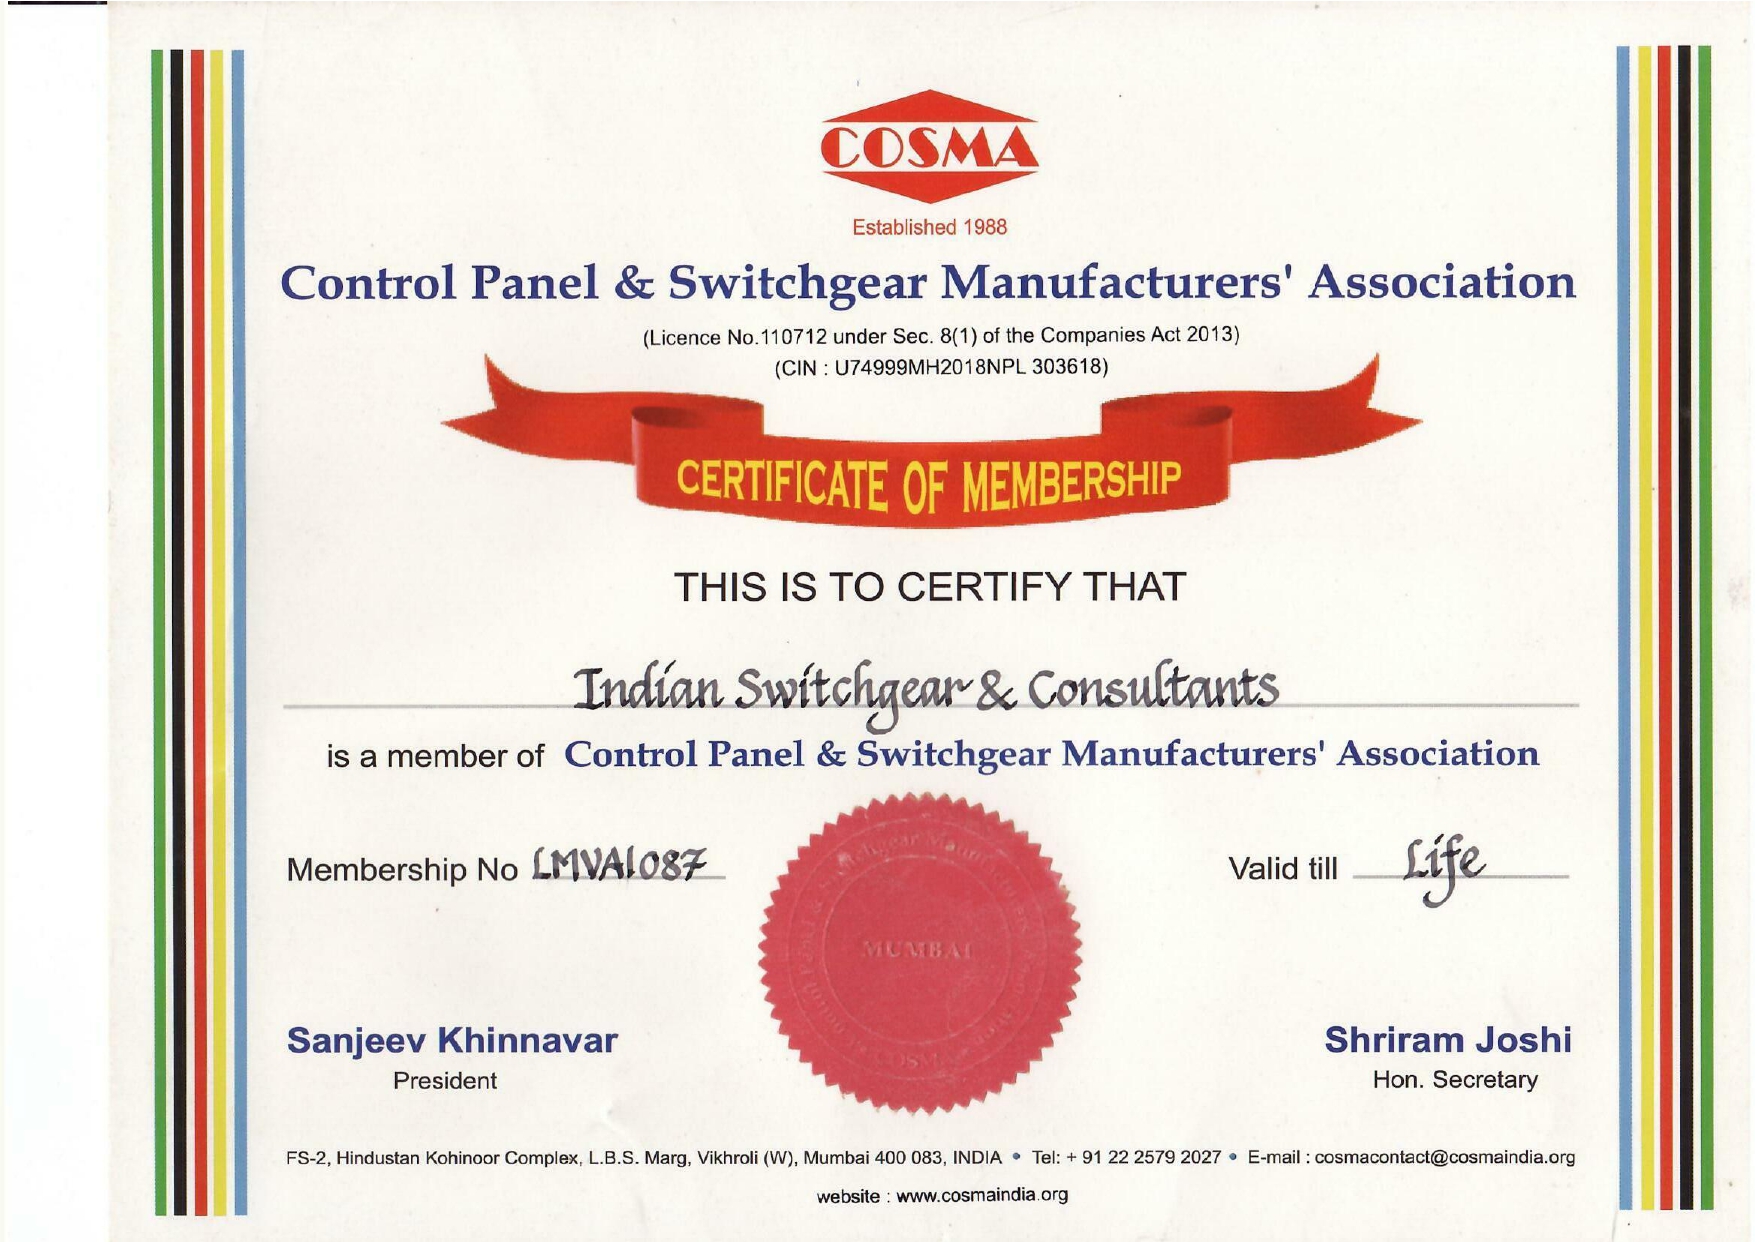 COSMA
Established 1988
Control Panel & Switchgear Manufacturers' Association
(Licence No.110712 under Sec. 8(1) of the Companies Act 2013)
(CIN : U74999MH2018NPL 303618)
CERTIFICATE OF MEMBERSHIP
THIS IS TO CERTIFY THAT
Indian Switchgear & Consultants
is a member of Control Panel & Switchgear Manufacturers' Association
Membership No LMVA1087
Valid till Life
MUMBAI
COSMA
Sanjeev Khinnavar
President
Shriram Joshi
Hon. Secretary
FS-2, Hindustan Kohinoor Complex, L.B.S. Marg, Vikhroli (W), Mumbai 400 083, INDIA • Tel: + 91 22 2579 2027 • E-mail : cosmacontact@cosmaindia.org
website : www.cosmaindia.org